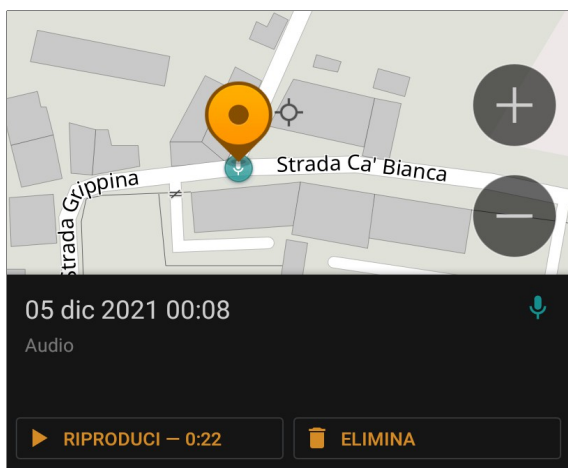 Strada Ca' Bianca
Strada Grippina
05 dic 2021 00:08
Audio
RIPRODUCI — 0:22
ELIMINA